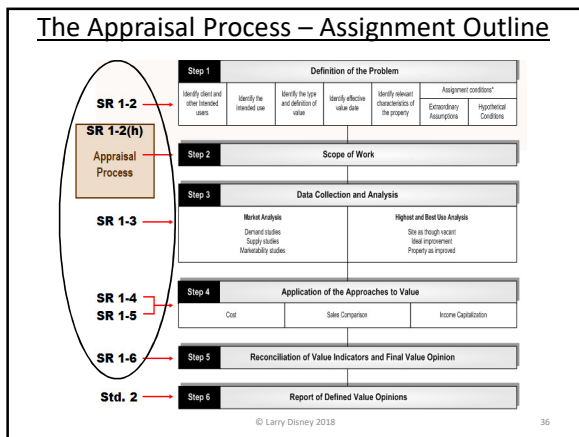 The Appraisal Process – Assignment Outline
Step 1 Definition of the Problem
SR 1-2
Identify client and other Intended users
Identify the intended use
Identify the type and definition of value
Identify effective value date
Identify relevant characteristics of the property
Assignment conditions*
Extraordinary Assumptions
Hypothetical Conditions
SR 1-2(h)
Appraisal
Process
Step 2 Scope of Work
Step 3 Data Collection and Analysis
SR 1-3
Market Analysis
Demand studies
Supply studies
Marketability studies
Highest and Best Use Analysis
Site as though vacant
Ideal improvement
Property as improved
SR 1-4
SR 1-5
Step 4 Application of the Approaches to Value
Cost
Sales Comparison
Income Capitalization
SR 1-6
Step 5 Reconciliation of Value Indicators and Final Value Opinion
Std. 2
Step 6 Report of Defined Value Opinions
© Larry Disney 2018
36